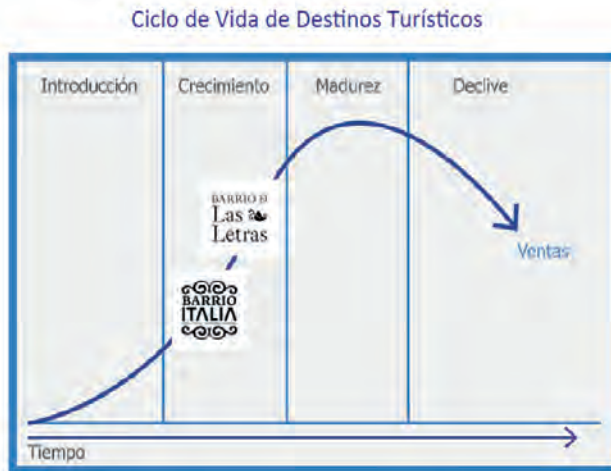 Ciclo de Vida de Destinos Turísticos
Introducción
Crecimiento
Madurez
Declive
BARRIO D
Las
Letras
BARRIO
ITALIA
Ventas
Tiempo